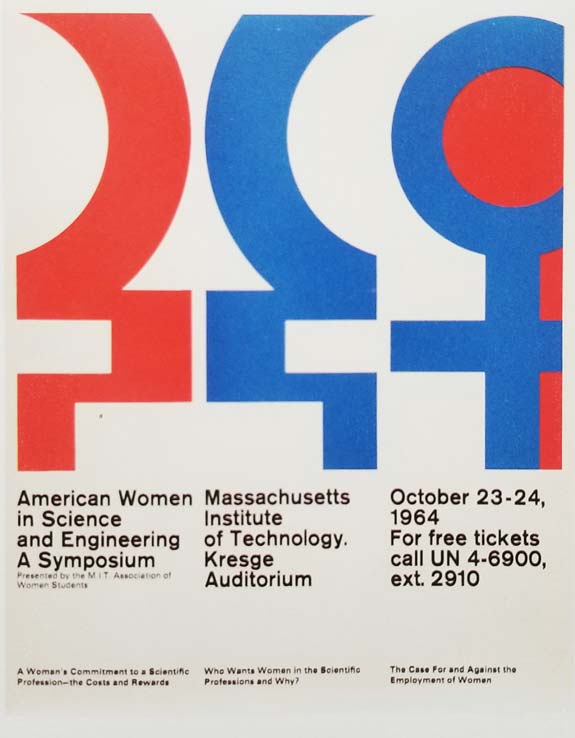 American Women
in Science
and Engineering
A Symposium
Presented by the M.I.T. Association of
Women Students
Massachusetts
Institute
of Technology.
Kresge
Auditorium
October 23-24,
1964
For free tickets
call UN 4-6900,
ext. 2910
A Woman's Commitment to a Scientific
Profession—the Costs and Rewards
Who Wants Women in the Scientific
Professions and Why?
The Case For and Against the
Employment of Women